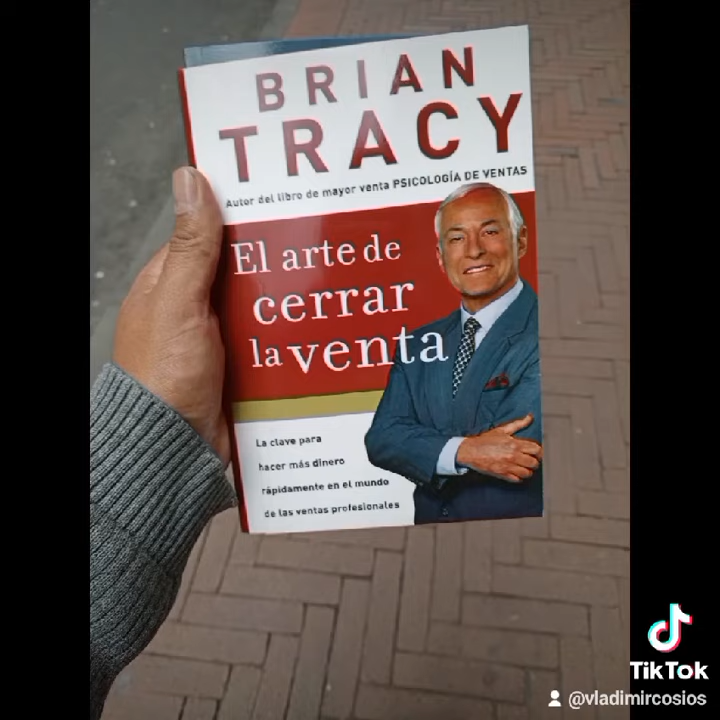 BRIAN
TRACY
Autor del libro de mayor venta PSICOLOGÍA DE VENTAS
El arte de
cerrar
la venta
La clave para
hacer más dinero
rápidamente en el mundo
de las ventas profesionales
TikTok
@vladimircosios